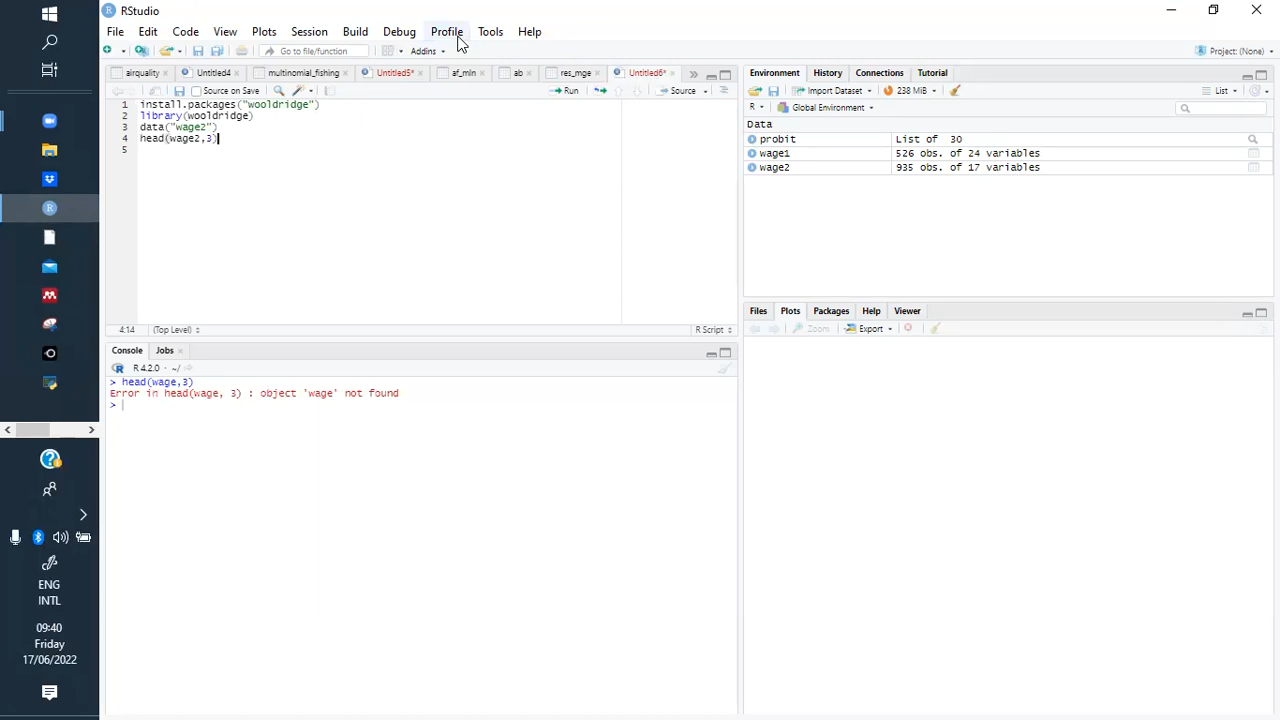 RStudio
File Edit Code View Plots Session Build Debug Profile Tools Help
Go to file/function Addins Project: (None)
airquality Untitled4 multinomial_fishing Untitled5* af_mln ab res_mge Untitled6*
Source on Save Run Source
1 install.packages("wooldridge")
2 library(wooldridge)
3 data("wage2")
4 head(wage2,3)
5
4:14 (Top Level) R Script
Console Jobs
R 4.2.0 · ~/
> head(wage,3)
Error in head(wage, 3) : object 'wage' not found
>
Environment History Connections Tutorial
Import Dataset 238 MiB List
R Global Environment
Data
probit List of 30
wage1 526 obs. of 24 variables
wage2 935 obs. of 17 variables
Files Plots Packages Help Viewer
Zoom Export
ENG
INTL
09:40
Friday
17/06/2022